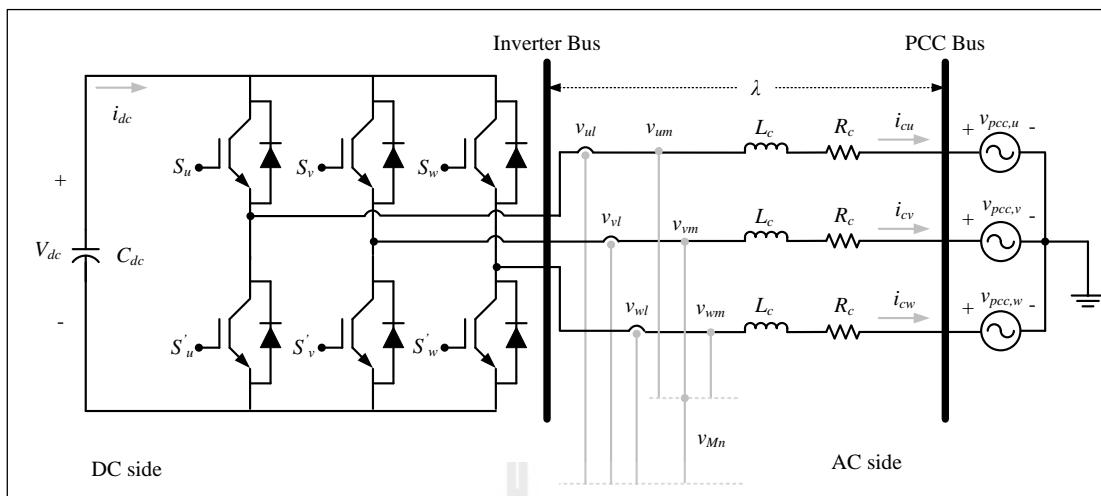 Inverter Bus
PCC Bus
λ
i_dc
v_ul
v_um
L_c
R_c
i_cu
+ v_pcc,u -
S_u
S_v
S_w
+
V_dc
C_dc
-
v_vl
v_vm
L_c
R_c
i_cv
+ v_pcc,v -
v_wl
v_wm
L_c
R_c
i_cw
+ v_pcc,w -
S'_u
S'_v
S'_w
v_Mn
DC side
AC side